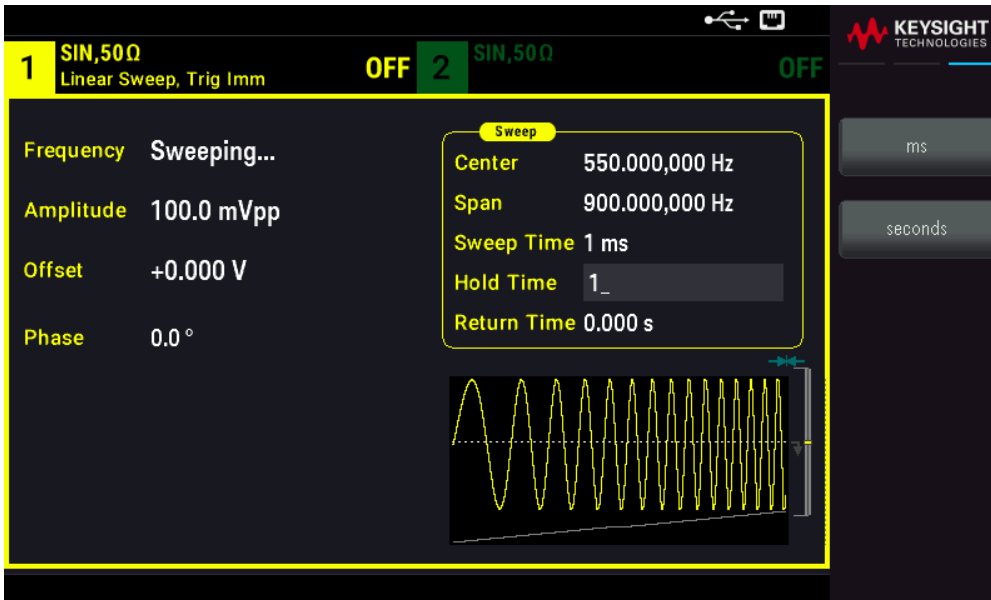 KEYSIGHT
TECHNOLOGIES
1
SIN,50Ω
Linear Sweep, Trig Imm
OFF
2
SIN,50Ω
OFF
Frequency Sweeping...
Amplitude 100.0 mVpp
Offset +0.000 V
Phase 0.0 °
Sweep
Center 550.000,000 Hz
Span 900.000,000 Hz
Sweep Time 1 ms
Hold Time 1_
Return Time 0.000 s
ms
seconds